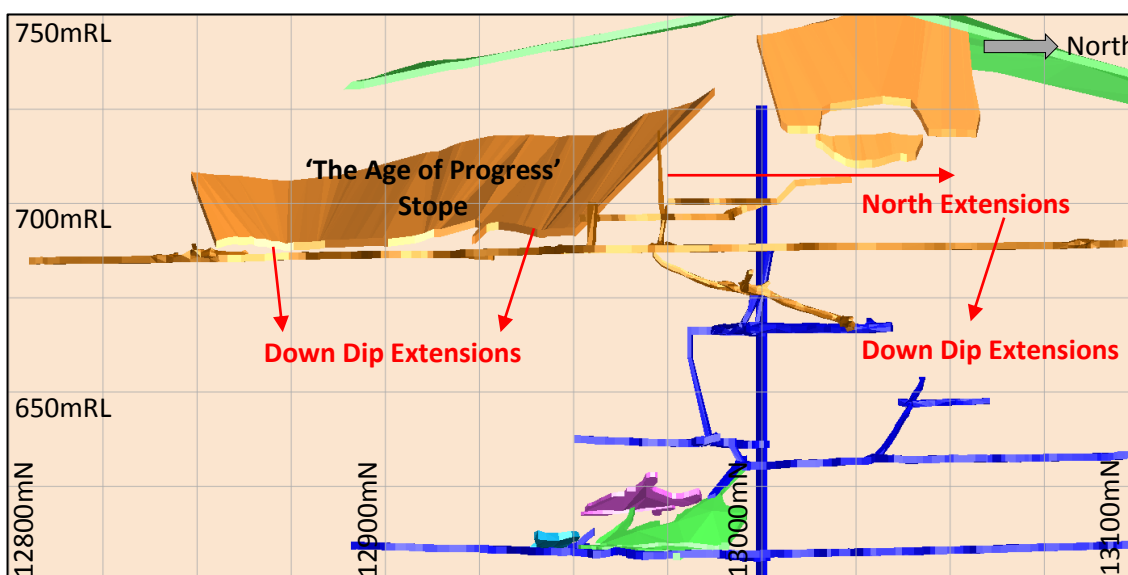 750mRL
North
'The Age of Progress'
Stope
700mRL
North Extensions
Down Dip Extensions
Down Dip Extensions
650mRL
12800mN
12900mN
13000mN
13100mN